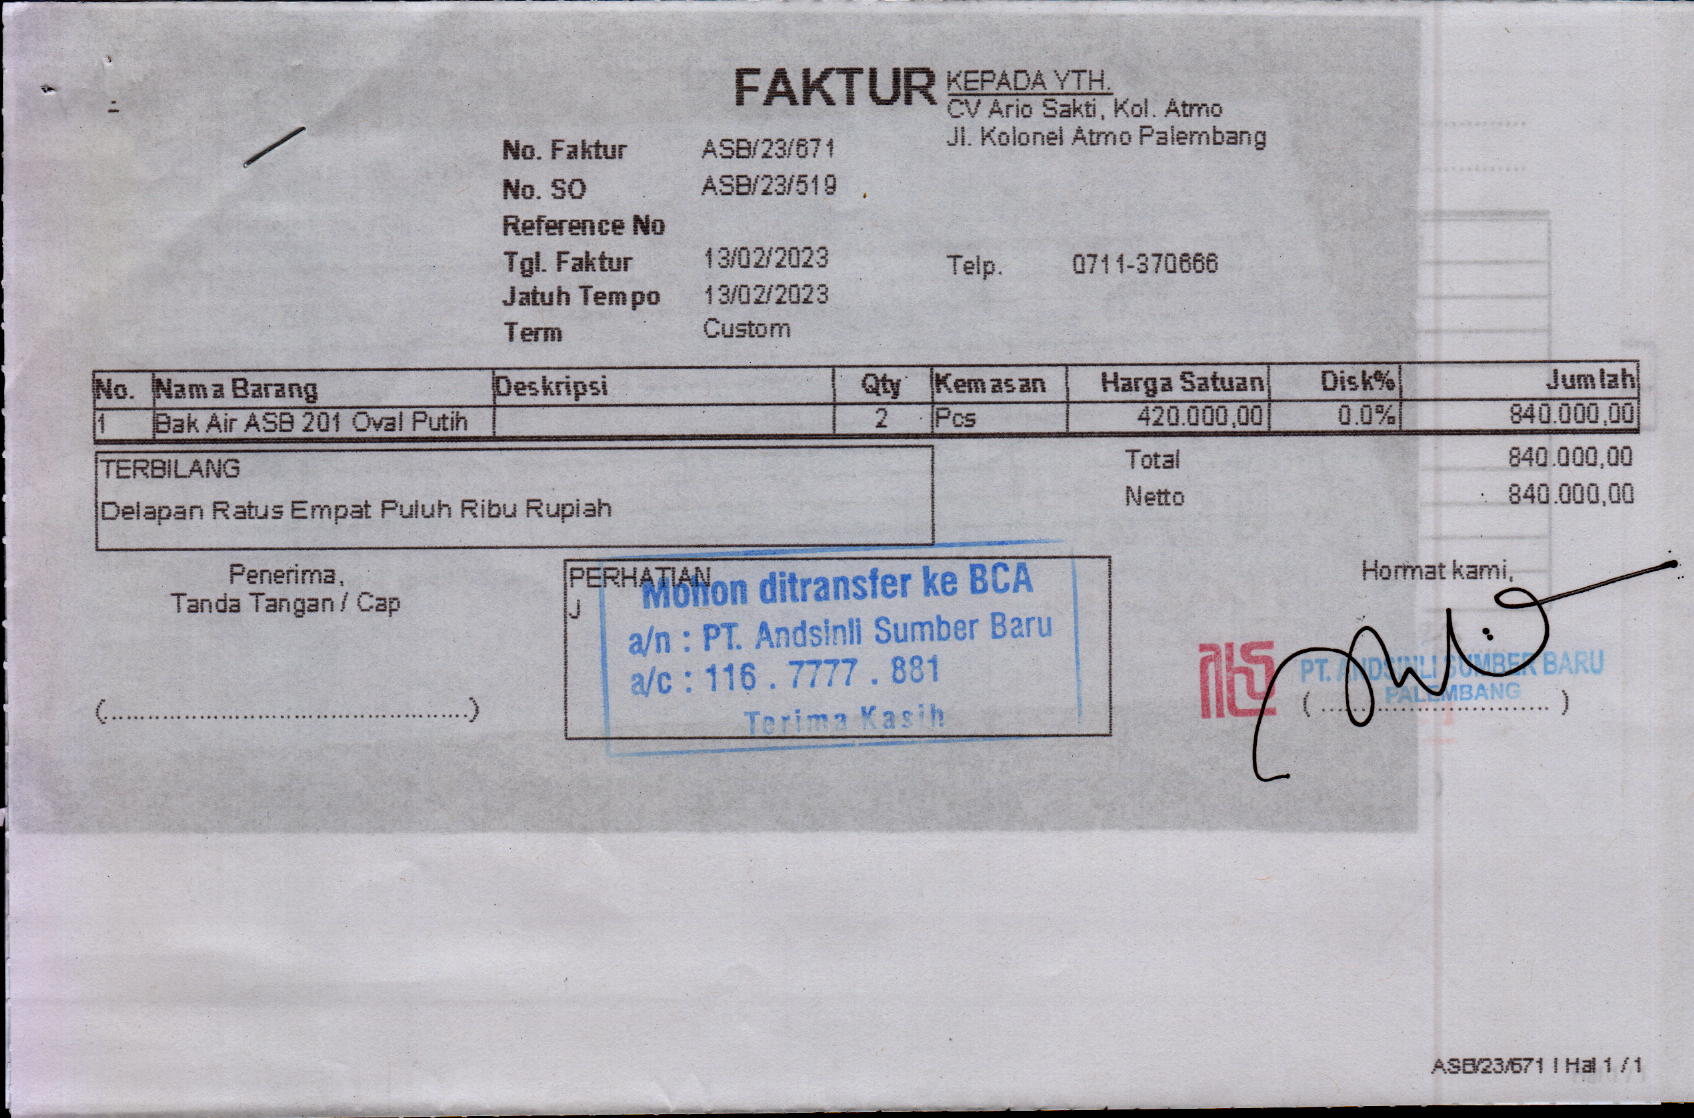 FAKTUR
KEPADA YTH.
CV Ario Sakti, Kol. Atmo
Jl. Kolonel Atmo Palembang
No. Faktur ASB/23/671
No. SO ASB/23/519
Reference No
Tgl. Faktur 13/02/2023
Telp. 0711-370666
Jatuh Tempo 13/02/2023
Term Custom
No. Nama Barang Deskripsi Qty Kemasan Harga Satuan Disk% Jumlah
1 Bak Air ASB 201 Oval Putih 2 Pcs 420.000,00 0.0% 840.000,00
TERBILANG
Delapan Ratus Empat Puluh Ribu Rupiah
Total 840.000,00
Netto 840.000,00
Penerima,
Tanda Tangan / Cap
(................................................)
PERHATIAN
J
Mohon ditransfer ke BCA
a/n : PT. Andsinli Sumber Baru
a/c : 116 . 7777 . 881
Terima Kasih
Hormat kami,
PT. ANDSINLI SUMBER BARU
PALEMBANG
(..............................)
ASB/23/671 | Hal 1 / 1